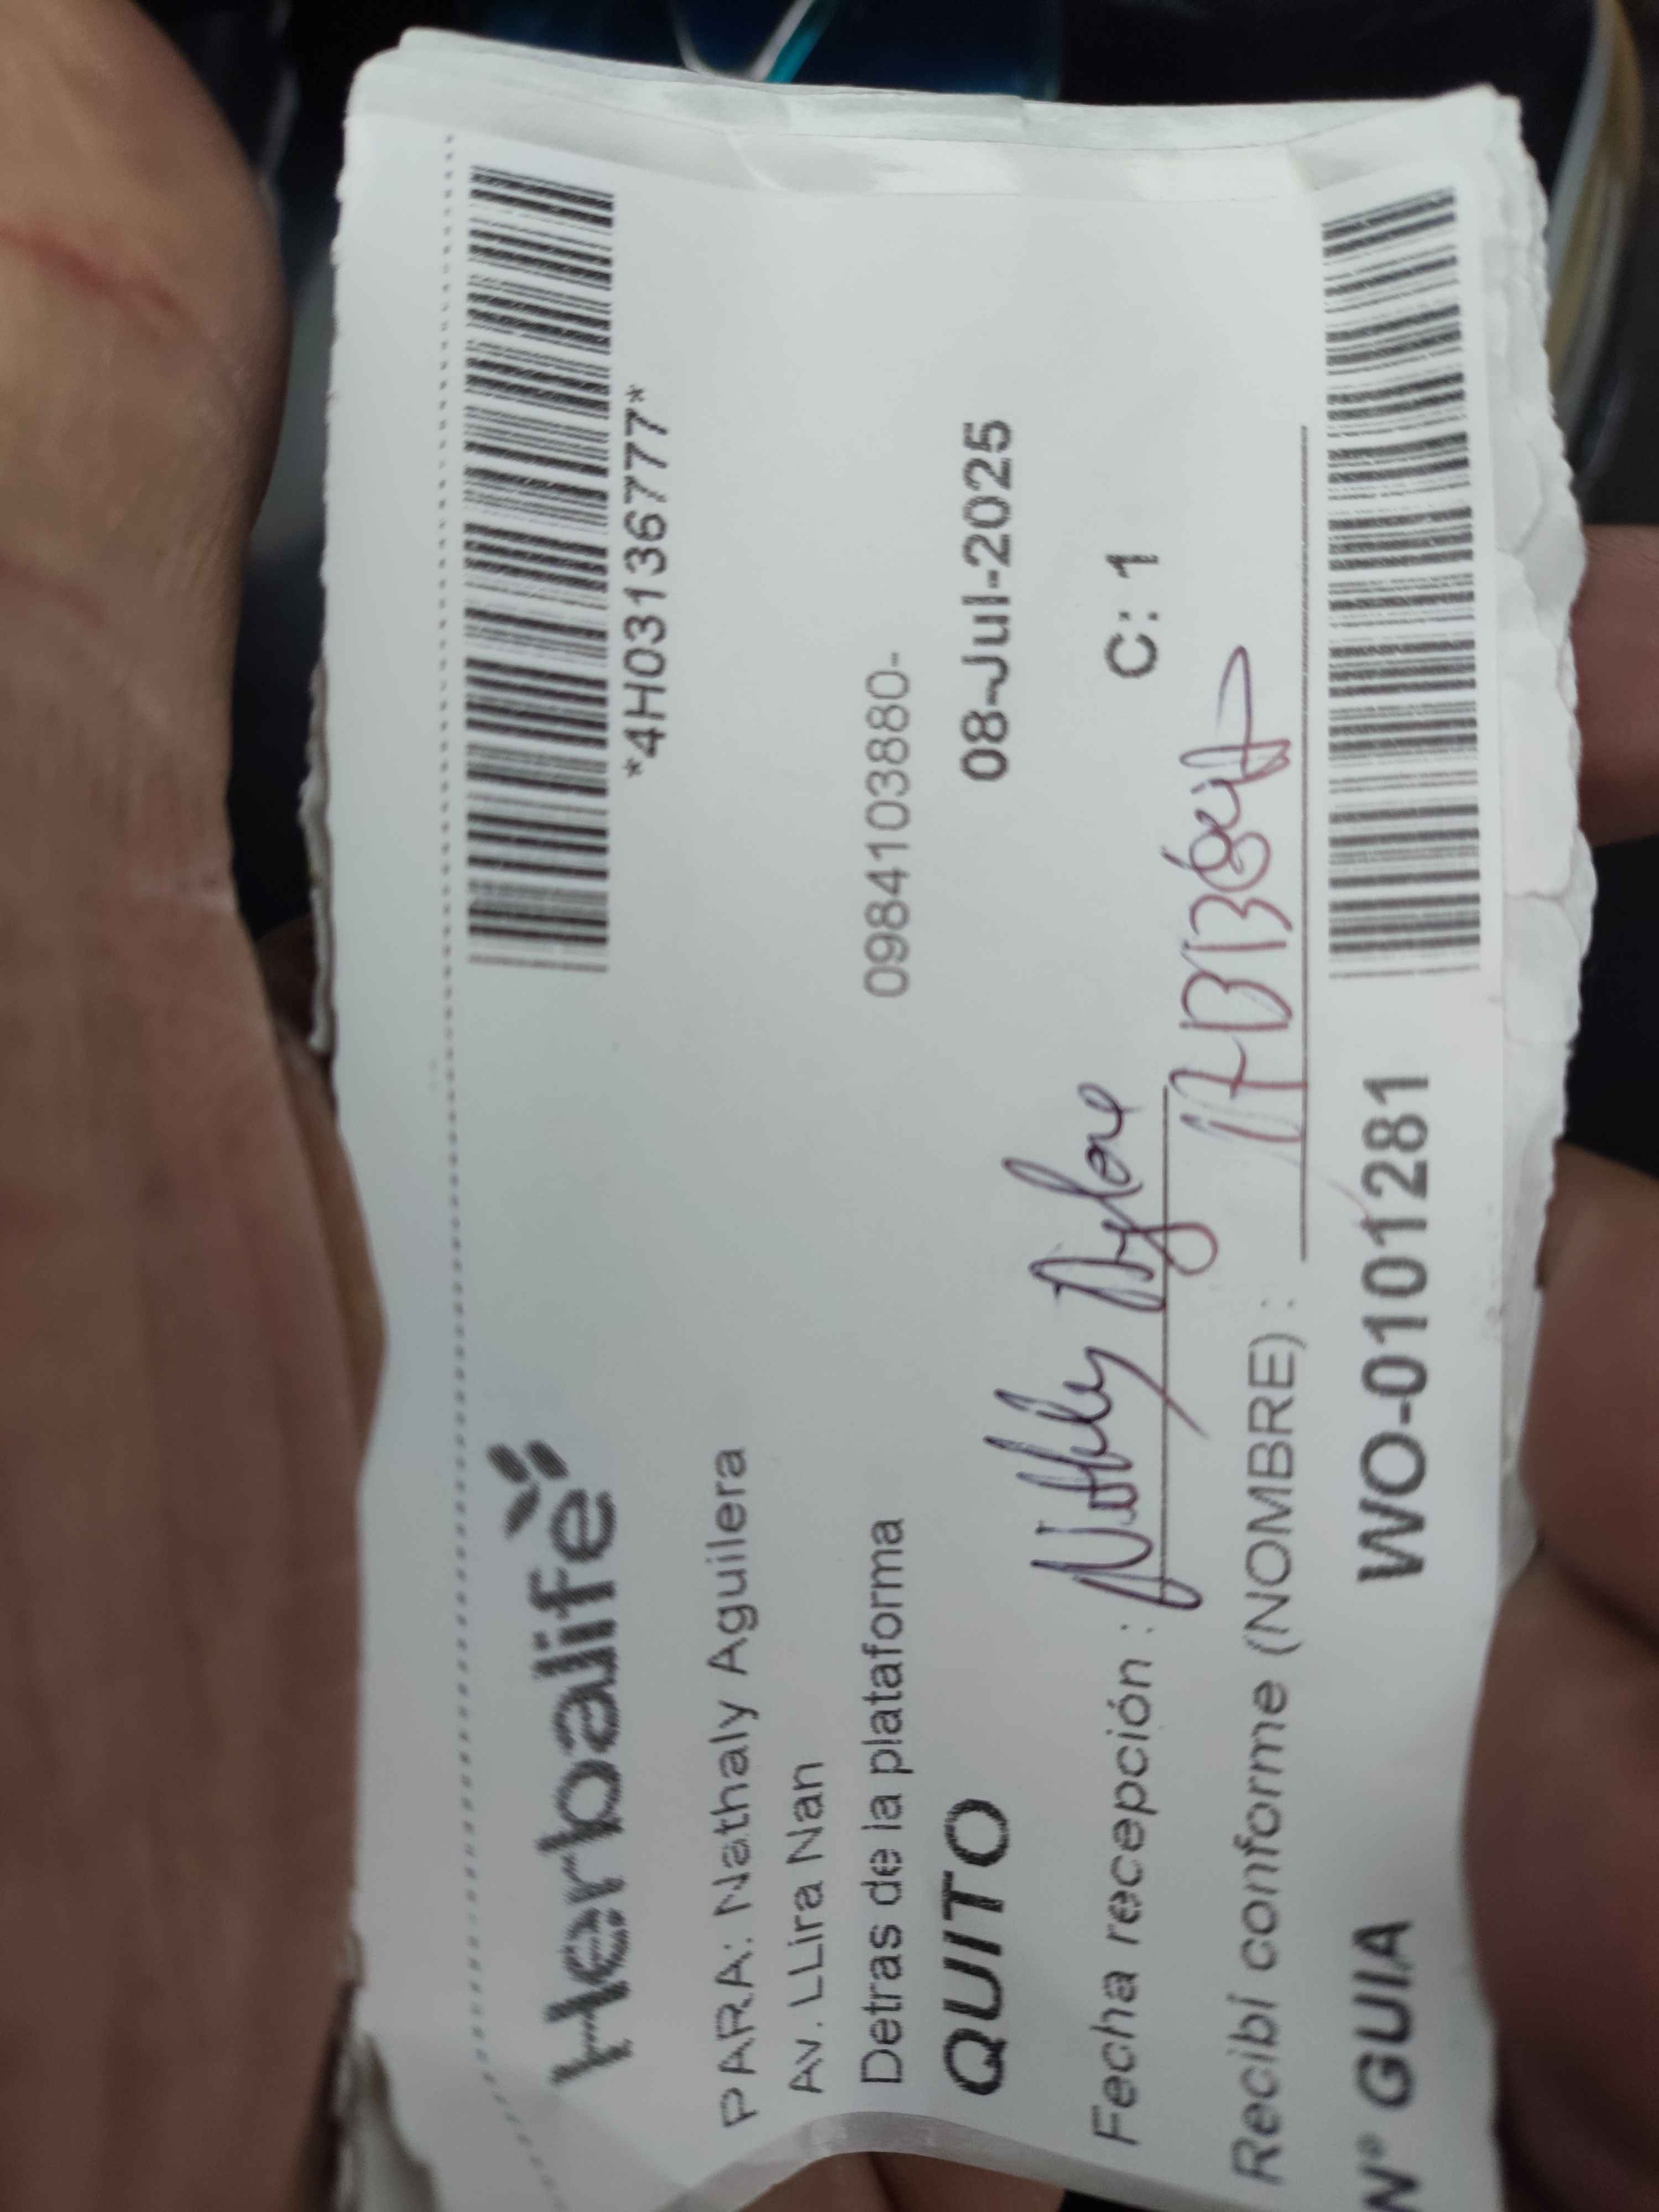 Herbalife
*4H03136777*
PARA: Nathaly Aguilera
Av. LLira Nan
0984103880-
Detras de la plataforma
QUITO
08-Jul-2025
C: 1
Fecha recepción :
Recibí conforme (NOMBRE) :
N° GUIA WO-0101281